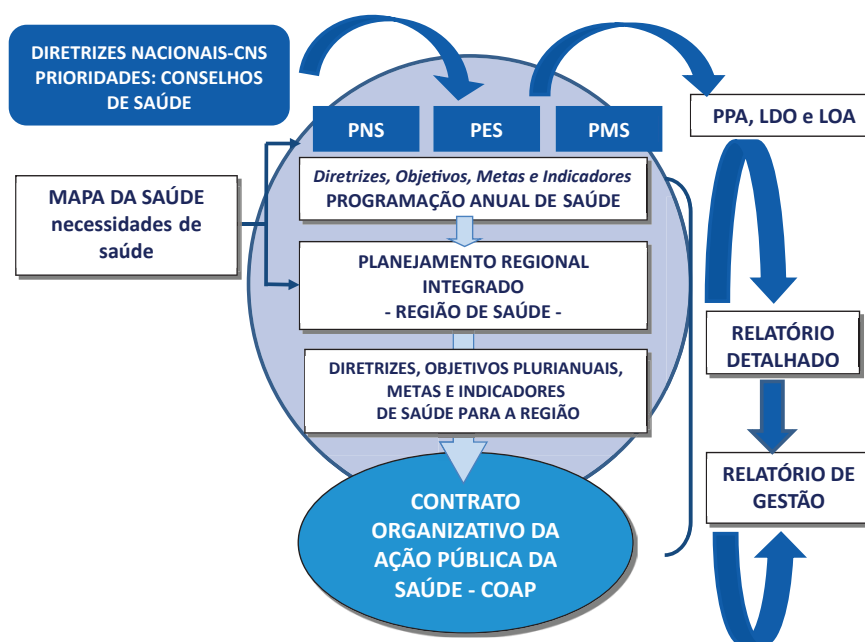 DIRETRIZES NACIONAIS-CNS
PRIORIDADES: CONSELHOS
DE SAÚDE
PNS
PES
PMS
PPA, LDO e LOA
Diretrizes, Objetivos, Metas e Indicadores
PROGRAMAÇÃO ANUAL DE SAÚDE
MAPA DA SAÚDE
necessidades de
saúde
PLANEJAMENTO REGIONAL
INTEGRADO
- REGIÃO DE SAÚDE -
RELATÓRIO
DETALHADO
DIRETRIZES, OBJETIVOS PLURIANUAIS,
METAS E INDICADORES
DE SAÚDE PARA A REGIÃO
RELATÓRIO DE
GESTÃO
CONTRATO
ORGANIZATIVO DA
AÇÃO PÚBLICA DA
SAÚDE - COAP